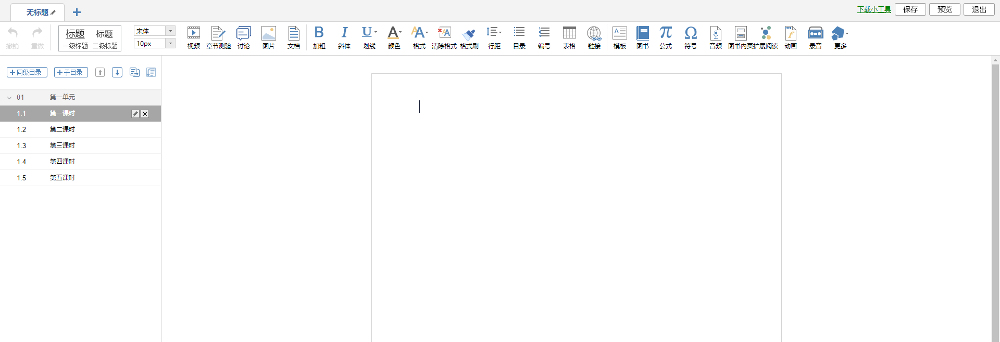 无标题
下载小工具 保存 预览 退出
标题 标题
一级标题 二级标题
宋体
10px
撤销 重做 视频 章节测验 讨论 图片 文档 加粗 斜体 划线 颜色 格式 清除格式 格式刷 行距 目录 编号 表格 链接 模板 图书 公式 符号 音频 图书内页 扩展阅读 动画 录音 更多
+同级目录 +子目录
01 第一单元
1.1 第一课时
1.2 第二课时
1.3 第三课时
1.4 第四课时
1.5 第五课时